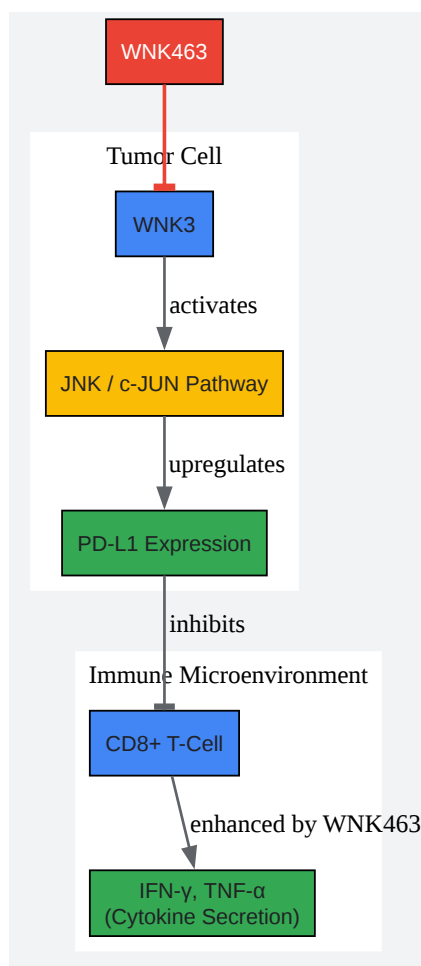 WNK463
Tumor Cell
WNK3
activates
JNK / c-JUN Pathway
upregulates
PD-L1 Expression
inhibits
Immune Microenvironment
CD8+ T-Cell
enhanced by WNK463
IFN-γ, TNF-α
(Cytokine Secretion)